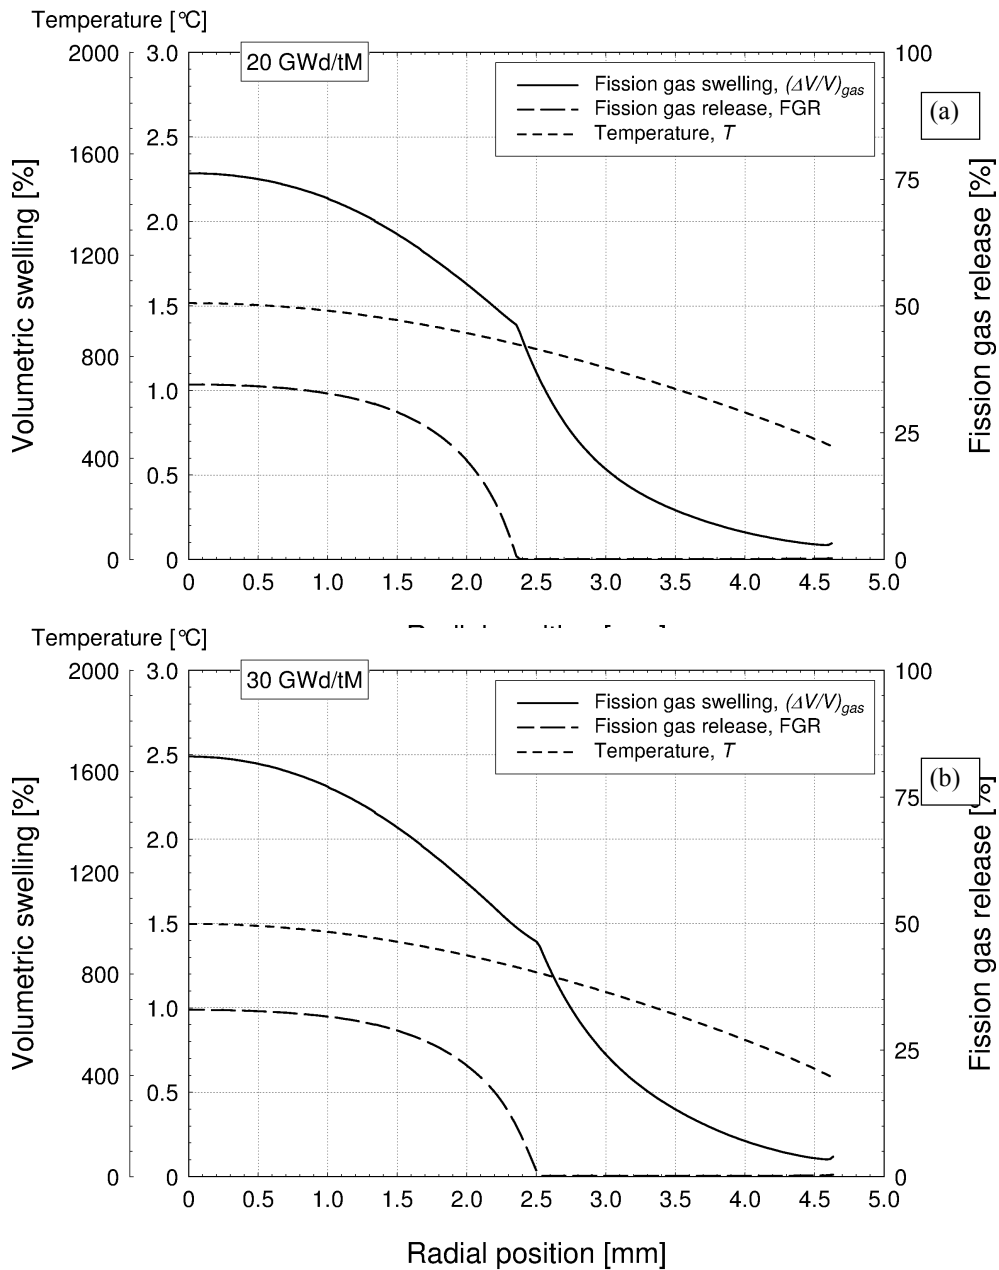 Temperature [°C]
20 GWd/tM
(a)
Fission gas swelling, (ΔV/V)gas
Fission gas release, FGR
Temperature, T
2000
1600
1200
800
400
0
Volumetric swelling [%]
3.0
2.5
2.0
1.5
1.0
0.5
0
100
75
50
25
0
Fission gas release [%]
0 0.5 1.0 1.5 2.0 2.5 3.0 3.5 4.0 4.5 5.0
Radial position [mm]
Temperature [°C]
30 GWd/tM
(b)
Fission gas swelling, (ΔV/V)gas
Fission gas release, FGR
Temperature, T
2000
1600
1200
800
400
0
Volumetric swelling [%]
3.0
2.5
2.0
1.5
1.0
0.5
0
100
75
50
25
0
Fission gas release [%]
0 0.5 1.0 1.5 2.0 2.5 3.0 3.5 4.0 4.5 5.0
Radial position [mm]